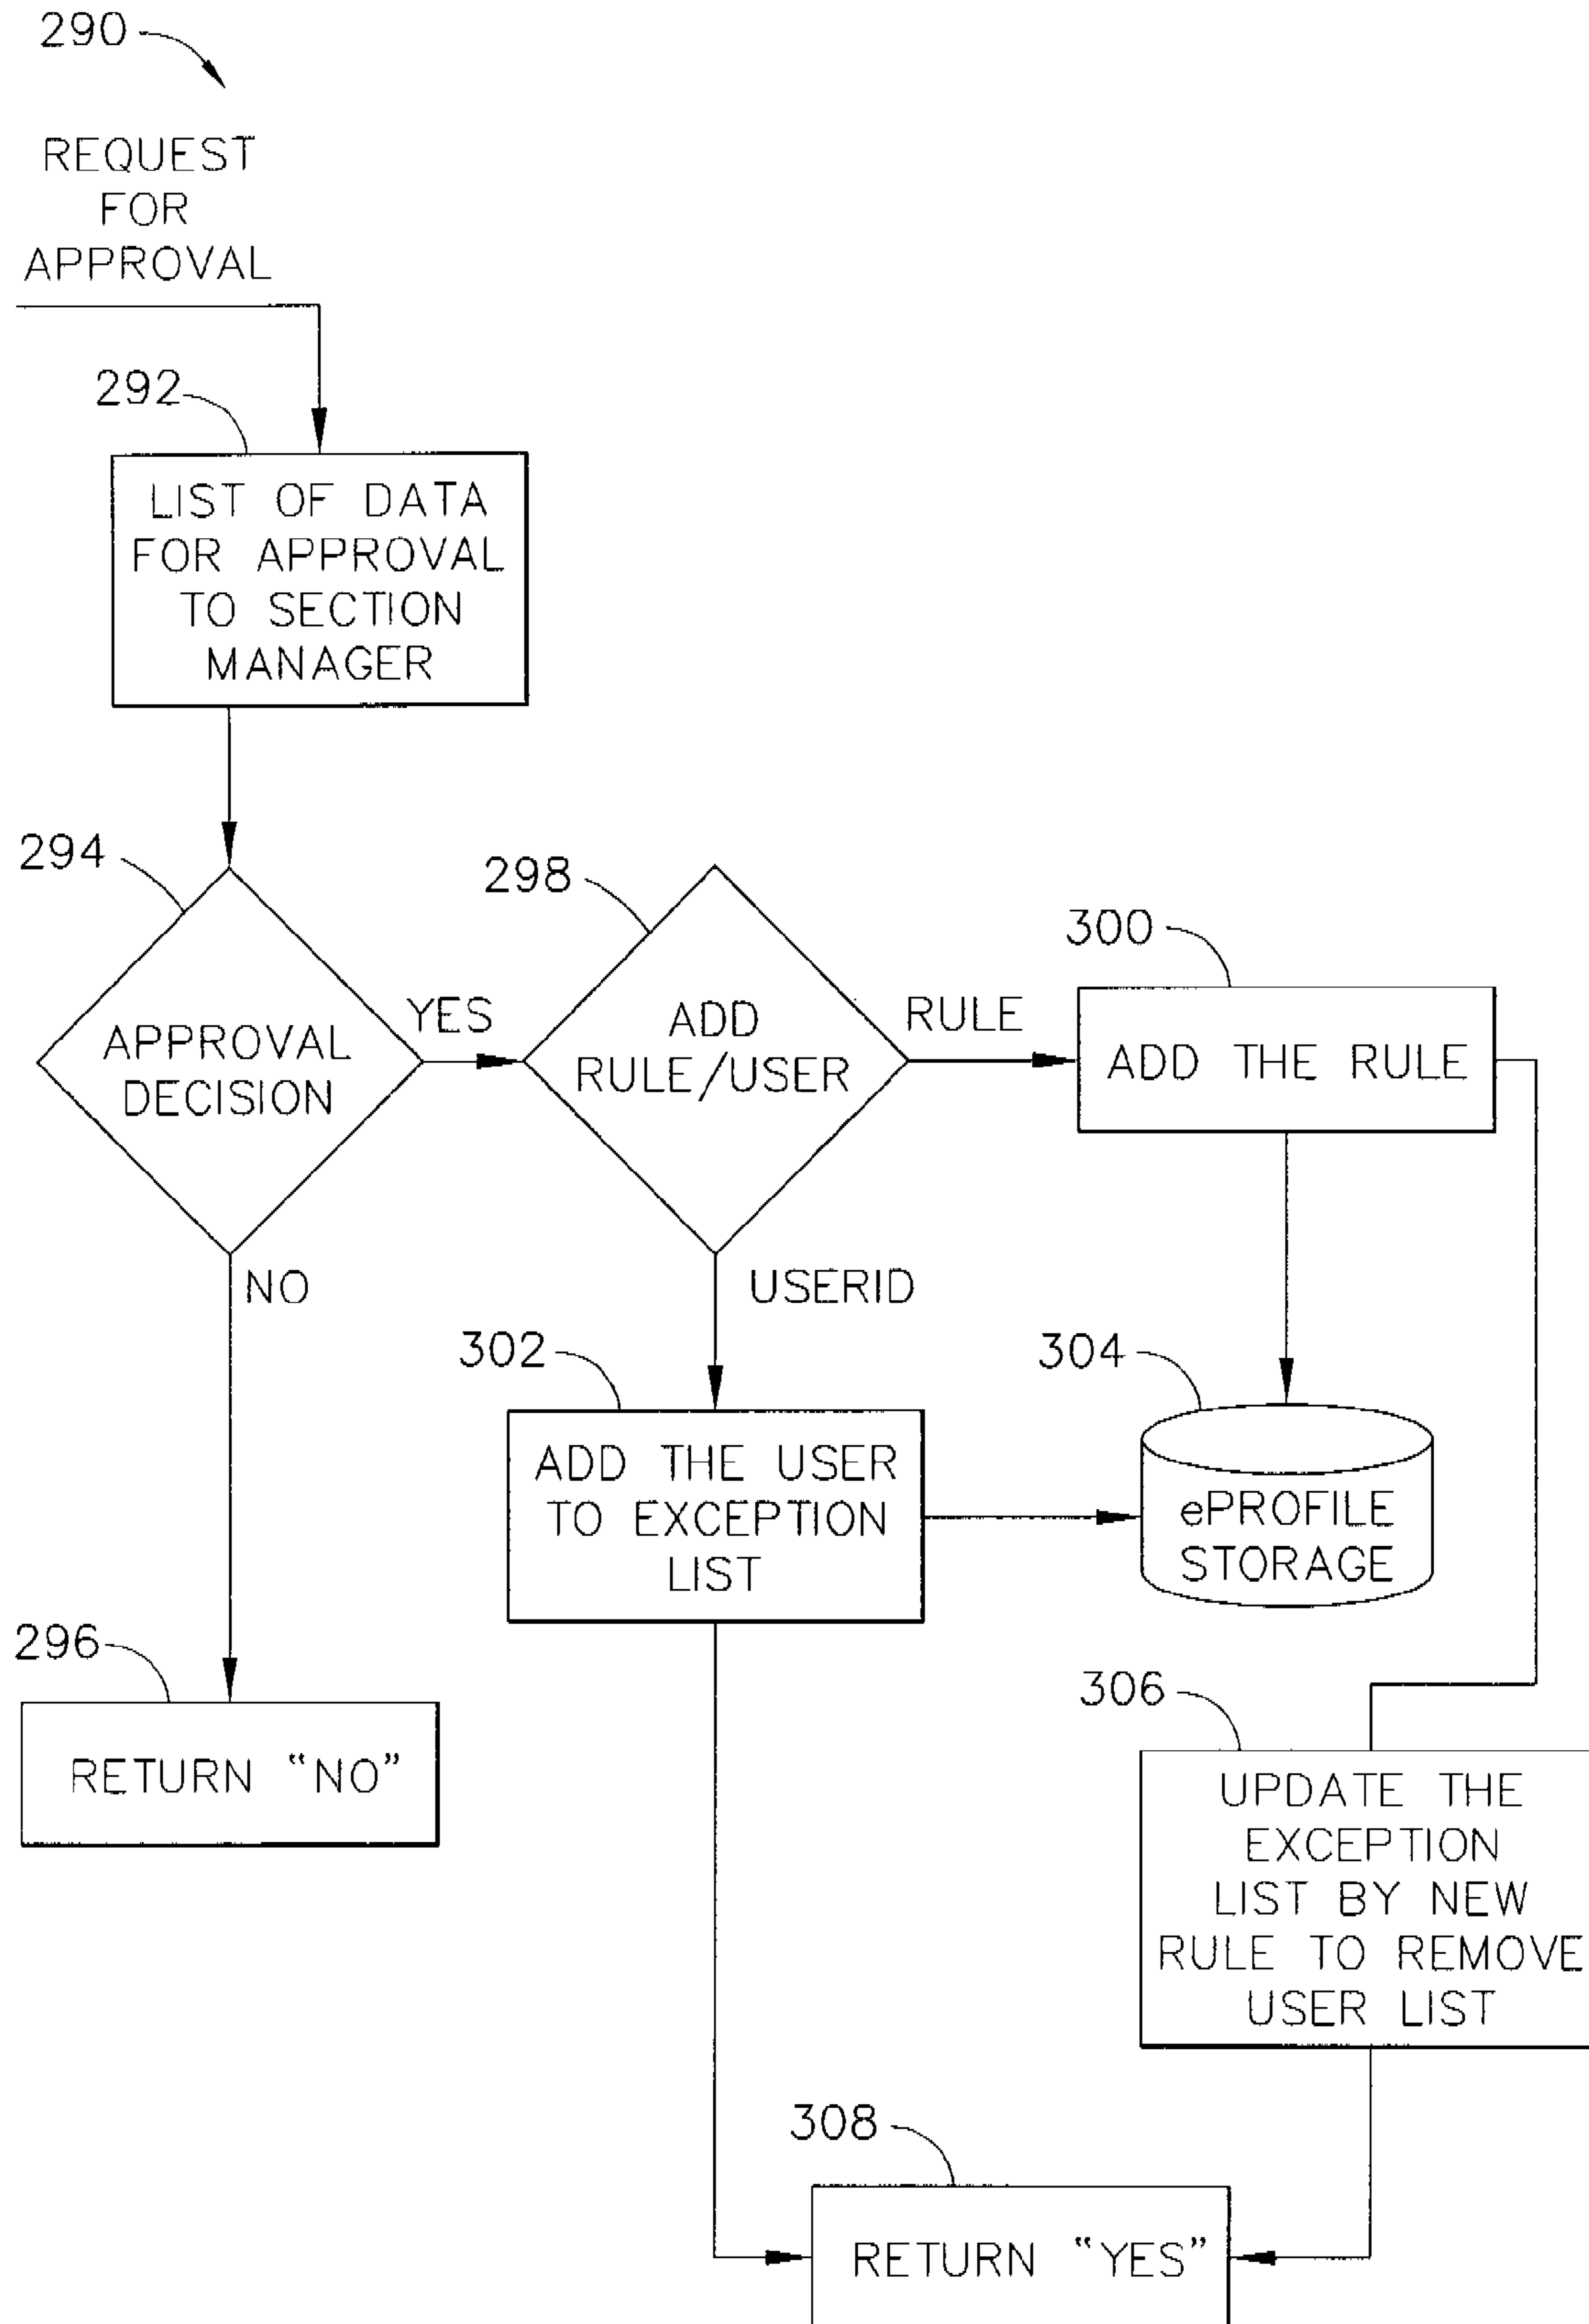 290
REQUEST
FOR
APPROVAL
292
LIST OF DATA
FOR APPROVAL
TO SECTION
MANAGER
294
APPROVAL
DECISION
YES
NO
298
ADD
RULE/USER
RULE
USERID
300
ADD THE RULE
302
ADD THE USER
TO EXCEPTION
LIST
304
ePROFILE
STORAGE
296
RETURN “NO”
306
UPDATE THE
EXCEPTION
LIST BY NEW
RULE TO REMOVE
USER LIST
308
RETURN “YES”